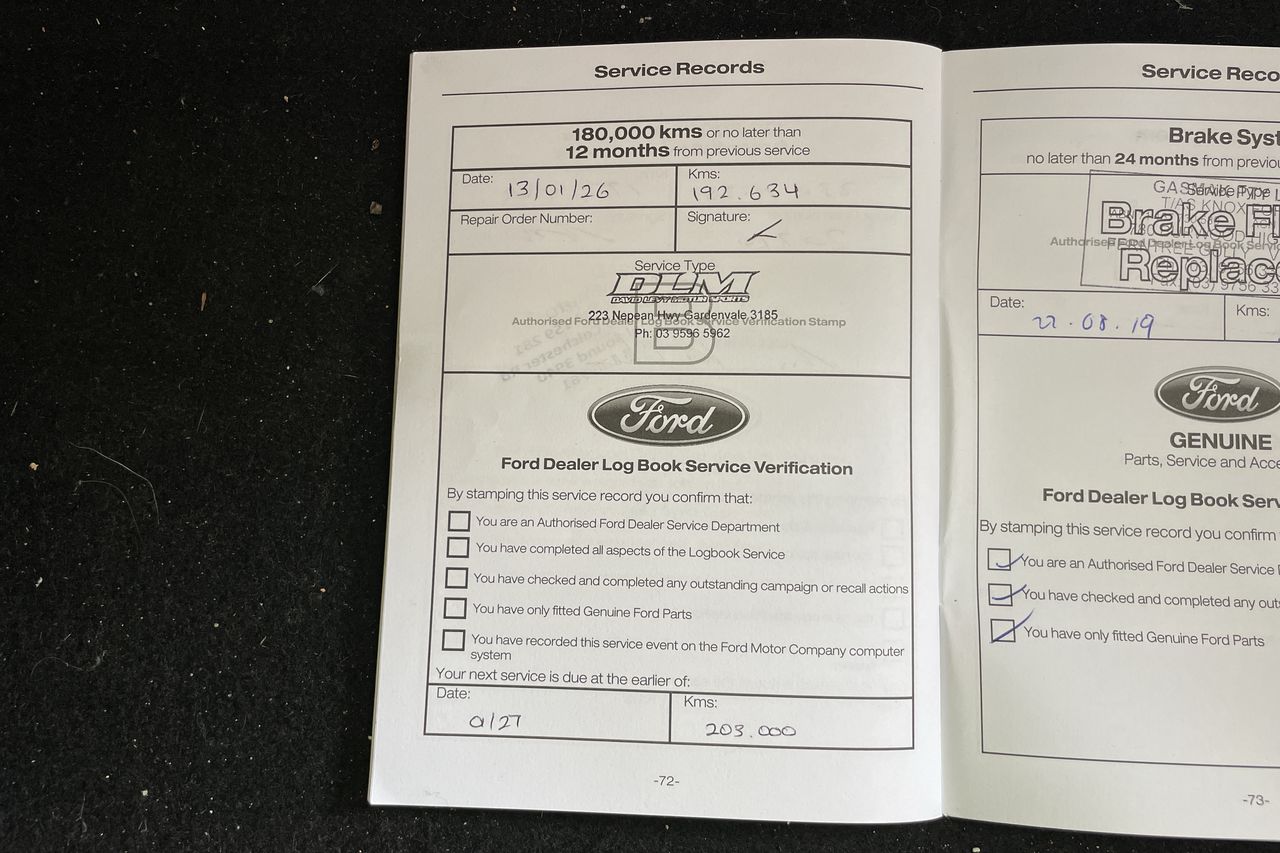 Service Records
180,000 kms or no later than
12 months from previous service
Date: 13/01/26
Kms: 192.634
Repair Order Number:
Signature:
Service Type
DLM
DAVID LEVY MOTOR SPORTS
223 Nepean Hwy Gardenvale 3185
Authorised Ford Dealer Log Book Service Verification Stamp
Ph: 03 9596 5962
B
Ford
Ford Dealer Log Book Service Verification
By stamping this service record you confirm that:
You are an Authorised Ford Dealer Service Department
You have completed all aspects of the Logbook Service
You have checked and completed any outstanding campaign or recall actions
You have only fitted Genuine Ford Parts
You have recorded this service event on the Ford Motor Company computer
system
Your next service is due at the earlier of:
Date: 01/27
Kms: 203.000
-72-
Service Reco
Brake Syst
no later than 24 months from previou
Service Type
Brake Fl
Authorised Ford Dealer Log Book Servi
Replac
Date: 22.08.19
Kms:
Ford
GENUINE
Parts, Service and Acce
Ford Dealer Log Book Serv
By stamping this service record you confirm
You are an Authorised Ford Dealer Service
You have checked and completed any outs
You have only fitted Genuine Ford Parts
-73-